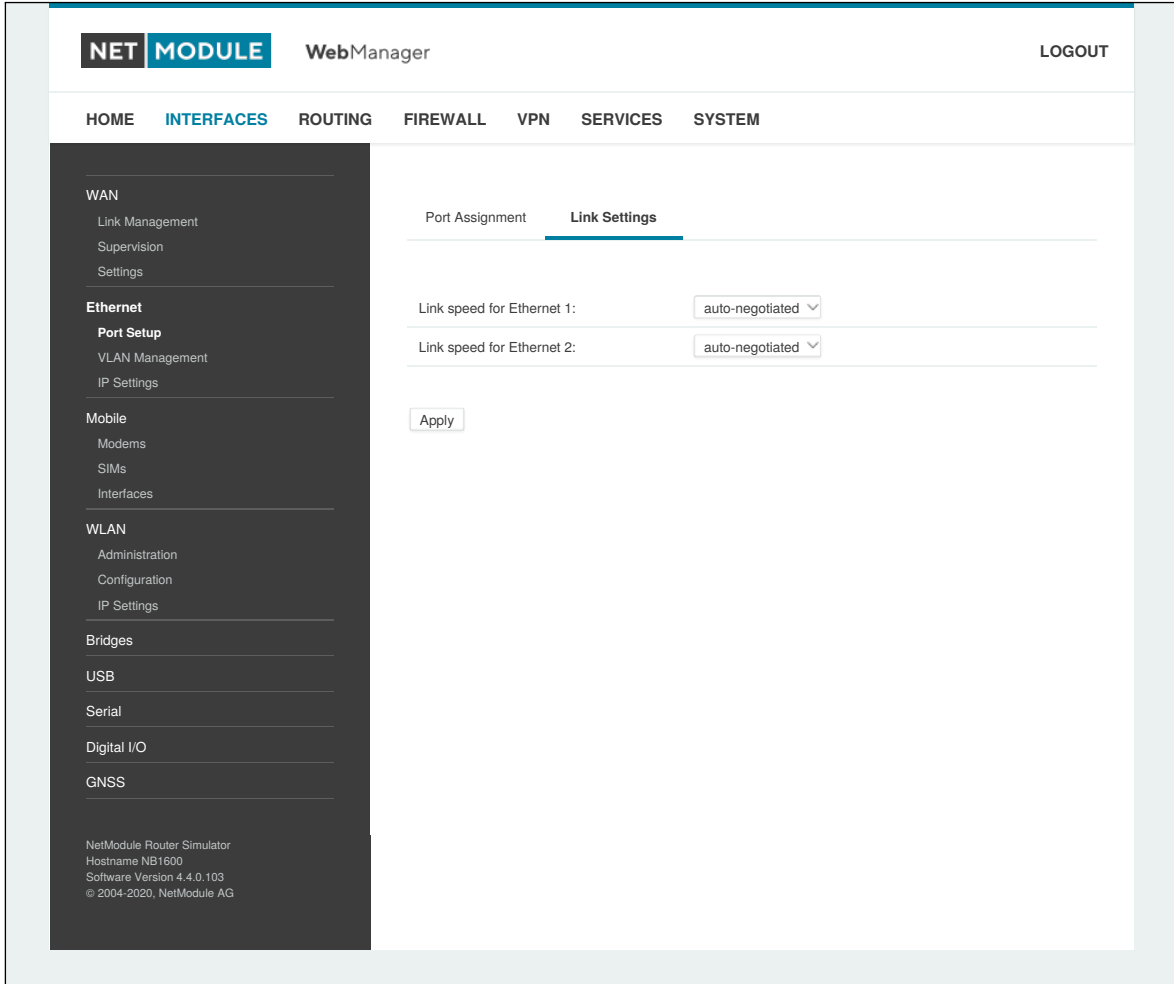 NET MODULE WebManager LOGOUT
HOME INTERFACES ROUTING FIREWALL VPN SERVICES SYSTEM
WAN
Link Management
Supervision
Settings
Ethernet
Port Setup
VLAN Management
IP Settings
Mobile
Modems
SIMs
Interfaces
WLAN
Administration
Configuration
IP Settings
Bridges
USB
Serial
Digital I/O
GNSS
NetModule Router Simulator
Hostname NB1600
Software Version 4.4.0.103
© 2004-2020, NetModule AG
Port Assignment Link Settings
Link speed for Ethernet 1: auto-negotiated
Link speed for Ethernet 2: auto-negotiated
Apply